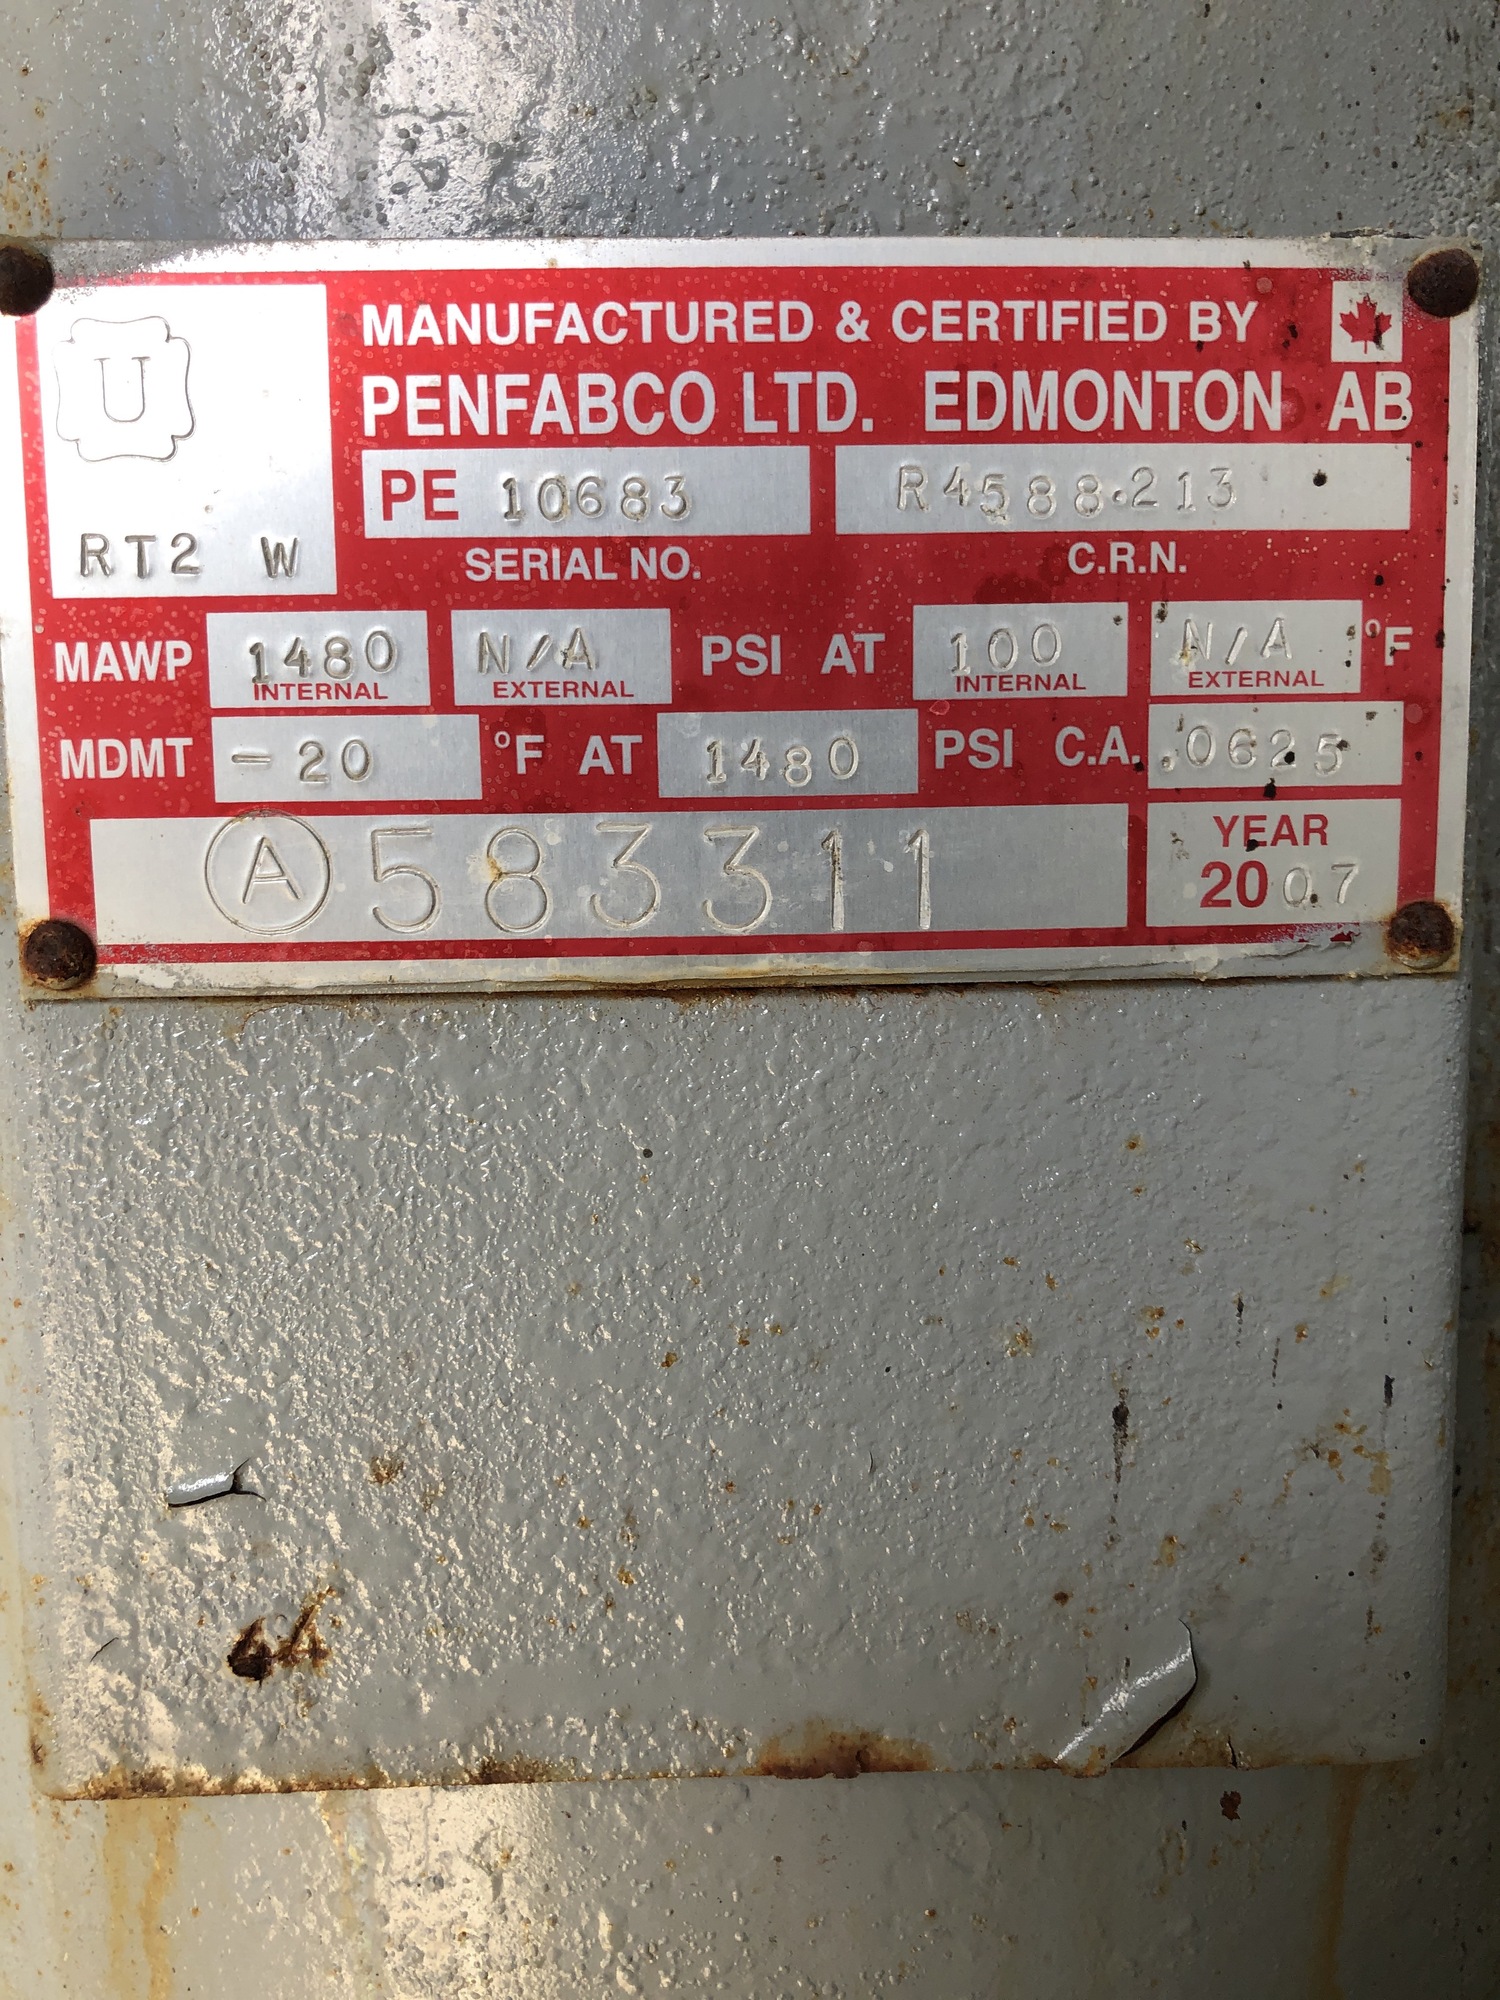 U
RT2 W
MANUFACTURED & CERTIFIED BY
PENFABCO LTD. EDMONTON AB
PE 10683 R4588.213
SERIAL NO. C.R.N.
MAWP 1480 N/A PSI AT 100 N/A °F
INTERNAL EXTERNAL INTERNAL EXTERNAL
MDMT -20 °F AT 1480 PSI C.A. .0625
A 583311
YEAR
2007